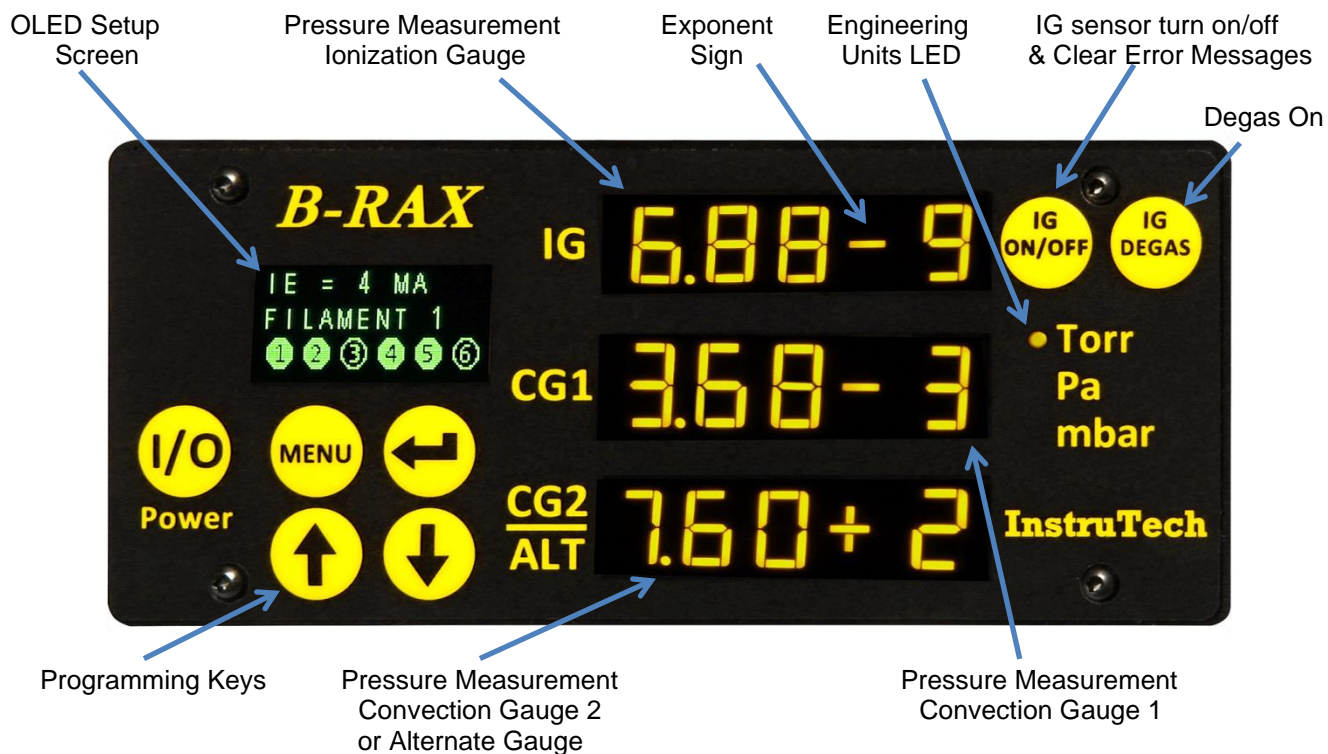 OLED Setup
Screen
Pressure Measurement
Ionization Gauge
Exponent
Sign
Engineering
Units LED
IG sensor turn on/off
& Clear Error Messages
Degas On
B-RAX
IE = 4 MA
FILAMENT 1
1 2 3 4 5 6
I/O
Power
MENU
IG 6.88 - 9
CG1 3.68 - 3
CG2
ALT
7.60 + 2
IG
ON/OFF
IG
DEGAS
Torr
Pa
mbar
InstruTech
Programming Keys
Pressure Measurement
Convection Gauge 2
or Alternate Gauge
Pressure Measurement
Convection Gauge 1